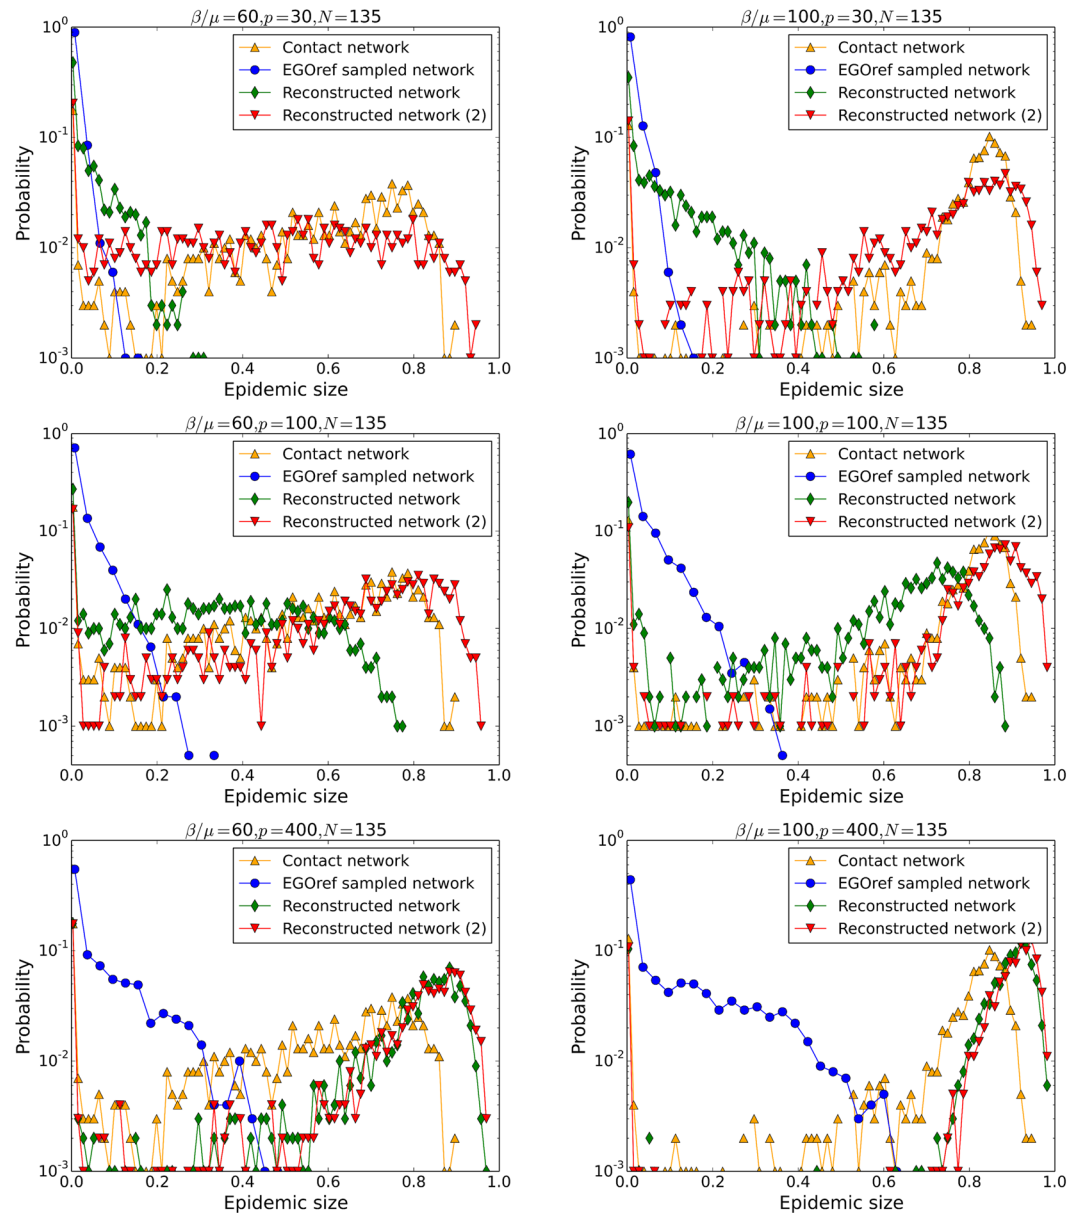 β/μ=60,p=30,N=135
10^0
10^-1
10^-2
10^-3
Probability
Contact network
EGOref sampled network
Reconstructed network
Reconstructed network (2)
0.0 0.2 0.4 0.6 0.8 1.0
Epidemic size
β/μ=100,p=30,N=135
10^0
10^-1
10^-2
10^-3
Probability
Contact network
EGOref sampled network
Reconstructed network
Reconstructed network (2)
0.0 0.2 0.4 0.6 0.8 1.0
Epidemic size
β/μ=60,p=100,N=135
10^0
10^-1
10^-2
10^-3
Probability
Contact network
EGOref sampled network
Reconstructed network
Reconstructed network (2)
0.0 0.2 0.4 0.6 0.8 1.0
Epidemic size
β/μ=100,p=100,N=135
10^0
10^-1
10^-2
10^-3
Probability
Contact network
EGOref sampled network
Reconstructed network
Reconstructed network (2)
0.0 0.2 0.4 0.6 0.8 1.0
Epidemic size
β/μ=60,p=400,N=135
10^0
10^-1
10^-2
10^-3
Probability
Contact network
EGOref sampled network
Reconstructed network
Reconstructed network (2)
0.0 0.2 0.4 0.6 0.8 1.0
Epidemic size
β/μ=100,p=400,N=135
10^0
10^-1
10^-2
10^-3
Probability
Contact network
EGOref sampled network
Reconstructed network
Reconstructed network (2)
0.0 0.2 0.4 0.6 0.8 1.0
Epidemic size